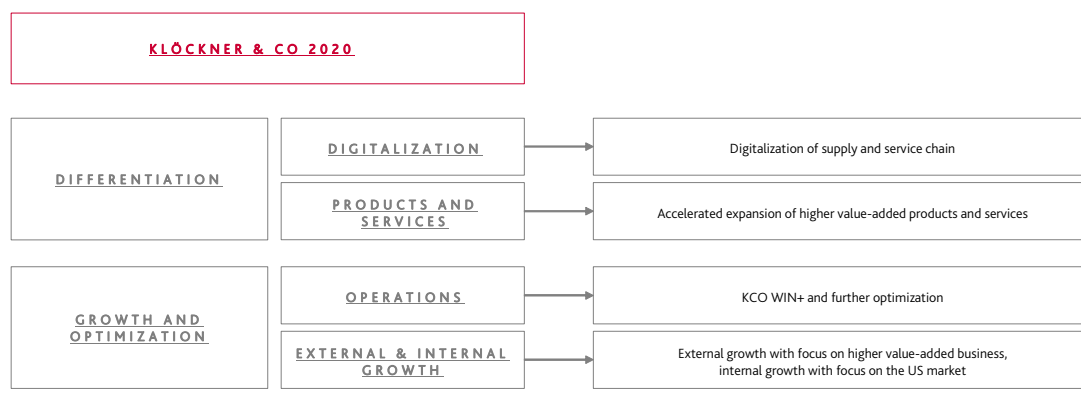 KLÖCKNER & CO 2020
DIFFERENTIATION
DIGITALIZATION
Digitalization of supply and service chain
PRODUCTS AND
SERVICES
Accelerated expansion of higher value-added products and services
GROWTH AND
OPTIMIZATION
OPERATIONS
KCO WIN+ and further optimization
EXTERNAL & INTERNAL
GROWTH
External growth with focus on higher value-added business,
internal growth with focus on the US market